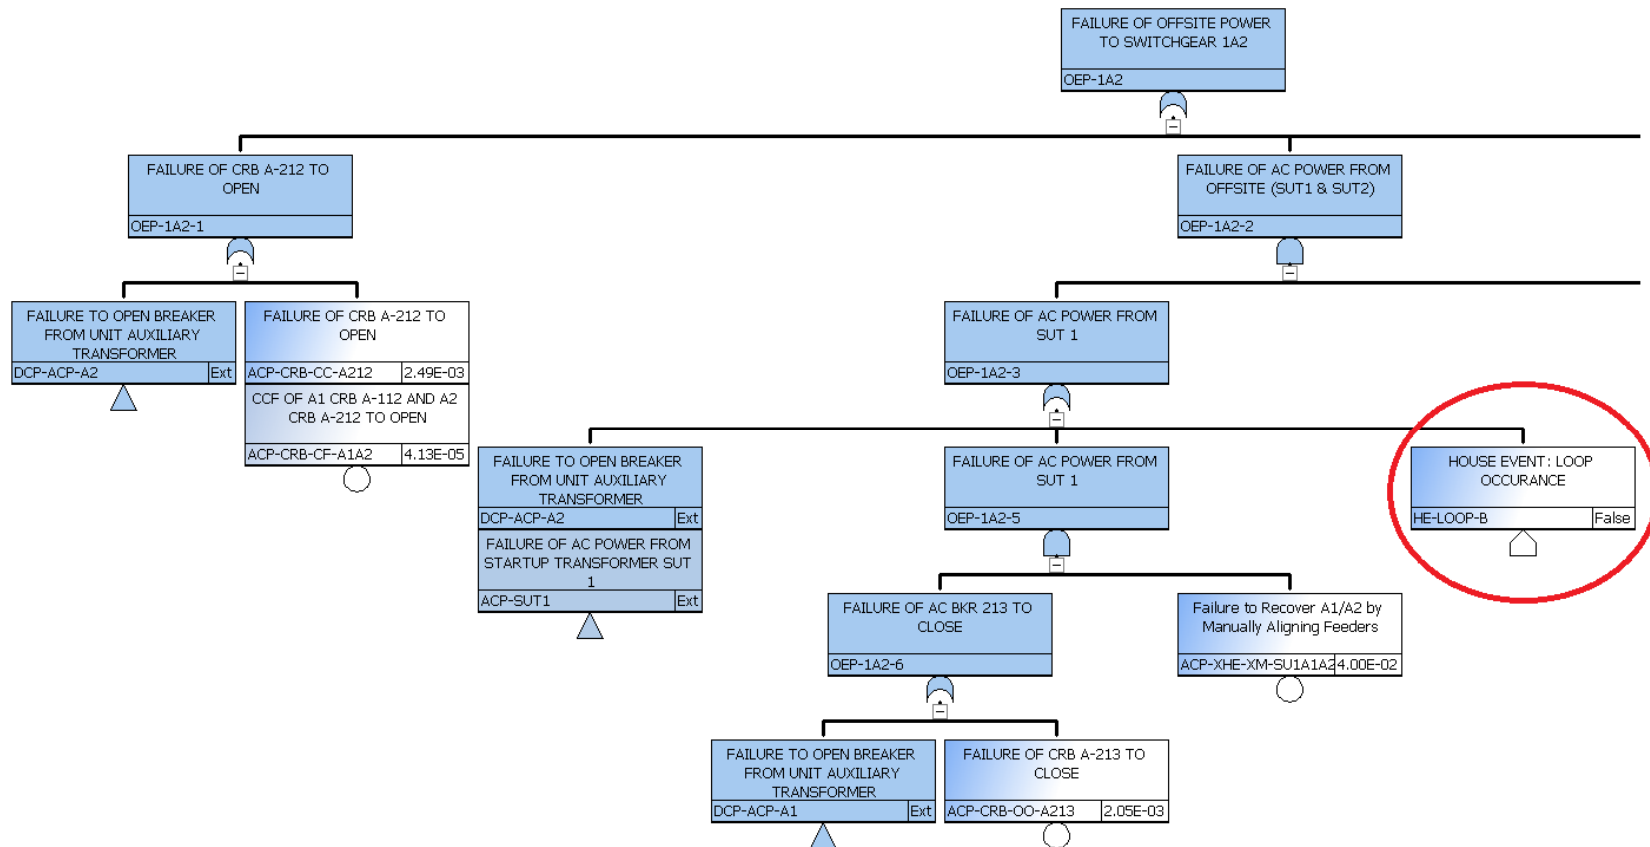 FAILURE OF OFFSITE POWER
TO SWITCHGEAR 1A2
OEP-1A2
FAILURE OF CRB A-212 TO
OPEN
OEP-1A2-1
FAILURE OF AC POWER FROM
OFFSITE (SUT1 & SUT2)
OEP-1A2-2
FAILURE TO OPEN BREAKER
FROM UNIT AUXILIARY
TRANSFORMER
DCP-ACP-A2 Ext
FAILURE OF CRB A-212 TO
OPEN
ACP-CRB-CC-A212 2.49E-03
CCF OF A1 CRB A-112 AND A2
CRB A-212 TO OPEN
ACP-CRB-CF-A1A2 4.13E-05
FAILURE OF AC POWER FROM
SUT 1
OEP-1A2-3
FAILURE TO OPEN BREAKER
FROM UNIT AUXILIARY
TRANSFORMER
DCP-ACP-A2 Ext
FAILURE OF AC POWER FROM
STARTUP TRANSFORMER SUT
1
ACP-SUT1 Ext
FAILURE OF AC POWER FROM
SUT 1
OEP-1A2-5
HOUSE EVENT: LOOP
OCCURANCE
HE-LOOP-B False
FAILURE OF AC BKR 213 TO
CLOSE
OEP-1A2-6
Failure to Recover A1/A2 by
Manually Aligning Feeders
ACP-XHE-XM-SU1A1A2 4.00E-02
FAILURE TO OPEN BREAKER
FROM UNIT AUXILIARY
TRANSFORMER
DCP-ACP-A1 Ext
FAILURE OF CRB A-213 TO
CLOSE
ACP-CRB-OO-A213 2.05E-03